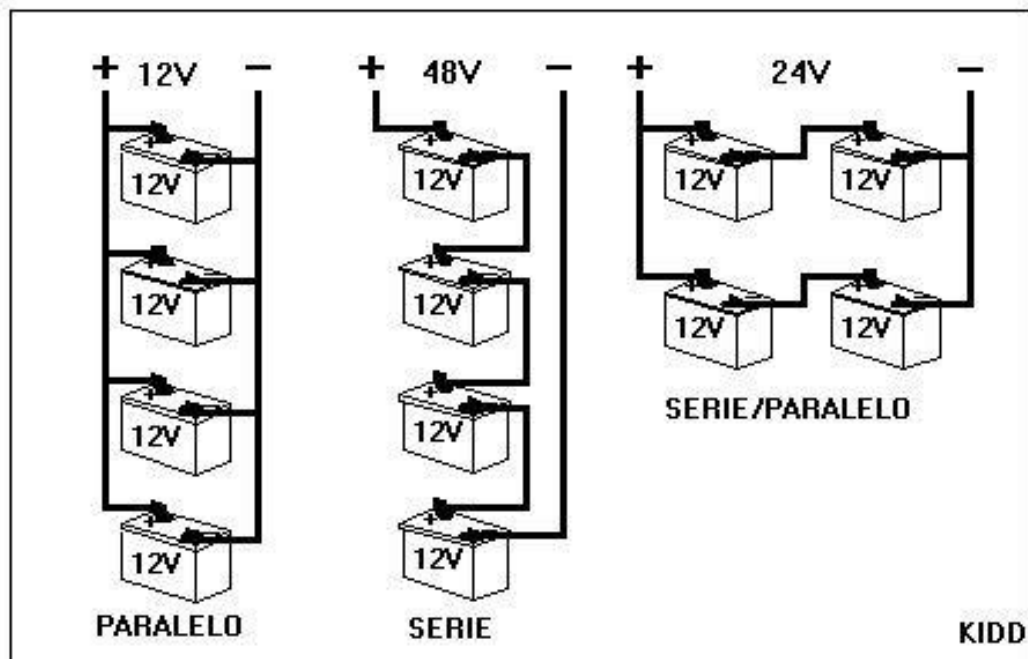 + 12V −
12V
12V
12V
12V
PARALELO
+ 48V −
12V
12V
12V
12V
SERIE
+ 24V −
12V 12V
12V 12V
SERIE/PARALELO
KIDD